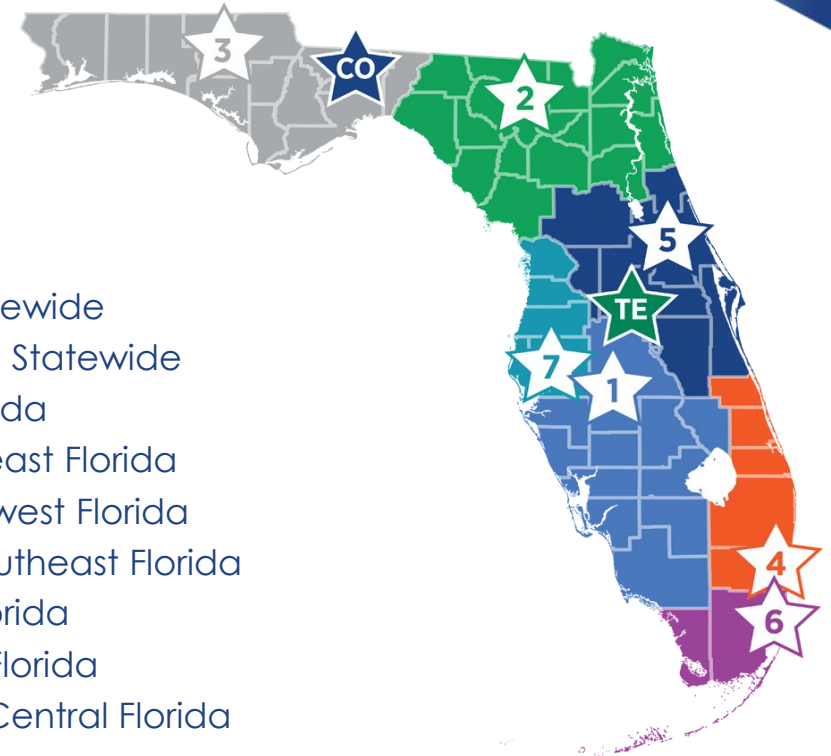 3
CO
2
5
TE
7
1
4
6
ewide
Statewide
da
east Florida
west Florida
utheast Florida
rida
Florida
Central Florida